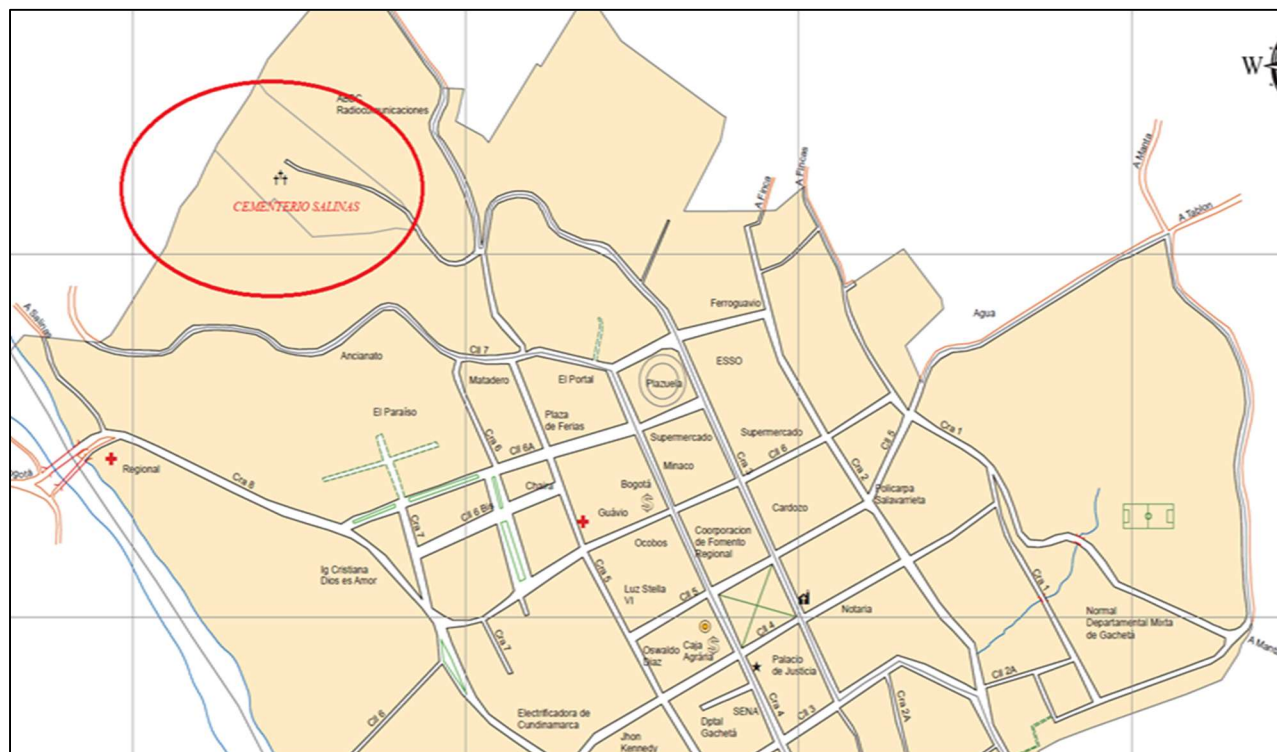 W
AEDC
Radiocomunicaciones
CEMENTERIO SALINAS
A Finca
A Fincas
A Manta
A Tablon
A Salinas
Ferroguavio
Agua
Ancianato
Cll 7
Matadero
El Portal
Plazuela
ESSO
El Paraíso
Plaza
de Ferias
Cra 6
Cll 6A
Supermercado
Supermercado
Cll 5
Cra 1
Regional
Cra 8
Chaira
Bogotá
Minaco
Cra 3
Cll 6
Cra 2
Policarpa
Salavarrieta
Cra 7
Cll 6 Bis
Guávio
Cardozo
Ocobos
Coorporacion
de Fomento
Regional
Ig Cristiana
Dios es Amor
Cra 5
Luz Stella
VI
Cll 5
Notaria
Cra 1
Normal
Departamental Mixta
de Gachetá
Cll 4
Cra 7
Oswaldo
Diaz
Caja
Agrária
Palacio
de Justicia
Cll 2A
Cll 6
Electrificadora de
Cundinamarca
Jhon
Kennedy
Dptal
Gachetá
SENA
Cra 4
Cll 3
Cra 2A